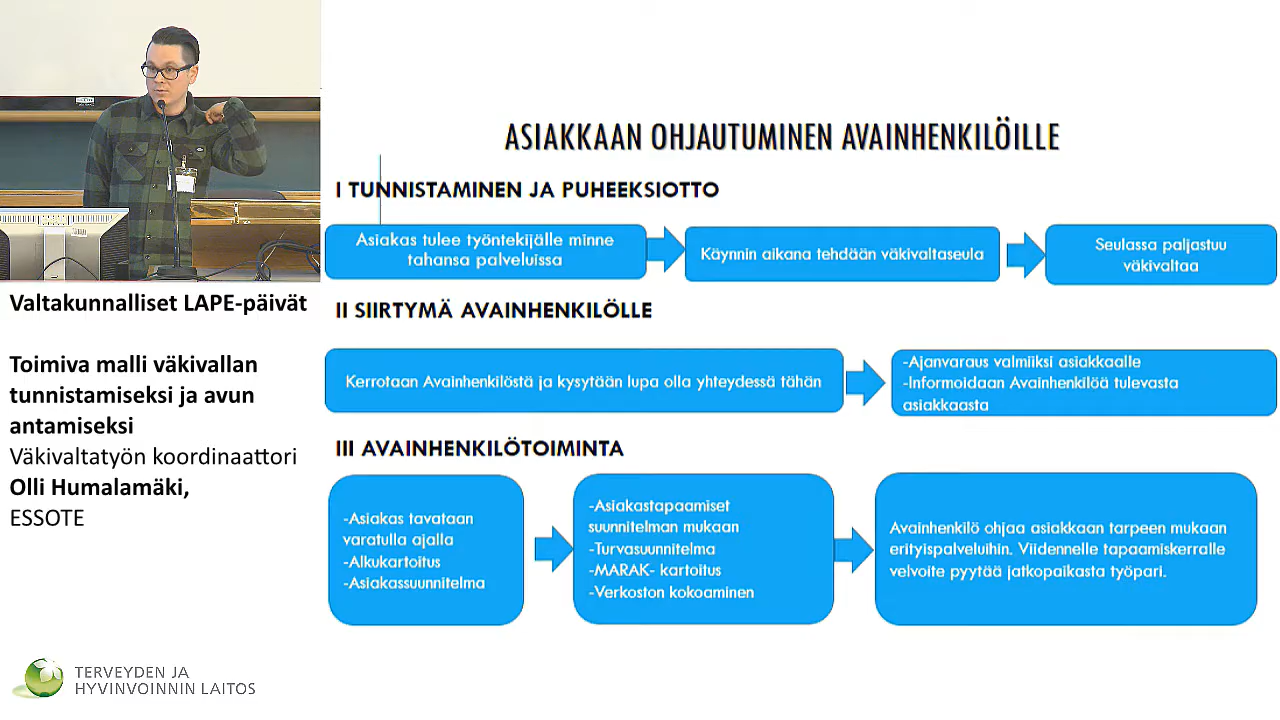 ASIAKKAAN OHJAUTUMINEN AVAINHENKILÖILLE
I TUNNISTAMINEN JA PUHEEKSIOTTO
Asiakas tulee työntekijälle minne
tahansa palveluissa
Käynnin aikana tehdään väkivaltaseula
Seulassa paljastuu
väkivaltaa
II SIIRTYMÄ AVAINHENKILÖLLE
Kerrotaan Avainhenkilöstä ja kysytään lupa olla yhteydessä tähän
-Ajanvaraus valmiiksi asiakkaalle
-Informoidaan Avainhenkilöä tulevasta
asiakkaasta
III AVAINHENKILÖTOIMINTA
-Asiakas tavataan
varatulla ajalla
-Alkukartoitus
-Asiakassuunnitelma
-Asiakastapaamiset
suunnitelman mukaan
-Turvasuunnitelma
-MARAK- kartoitus
-Verkoston kokoaminen
Avainhenkilö ohjaa asiakkaan tarpeen mukaan
erityispalveluihin. Viidennelle tapaamiskerralle
velvoite pyytää jatkopaikasta työpari.
Valtakunnalliset LAPE-päivät
Toimiva malli väkivallan
tunnistamiseksi ja avun
antamiseksi
Väkivaltatyön koordinaattori
Olli Humalamäki,
ESSOTE
TERVEYDEN JA
HYVINVOINNIN LAITOS